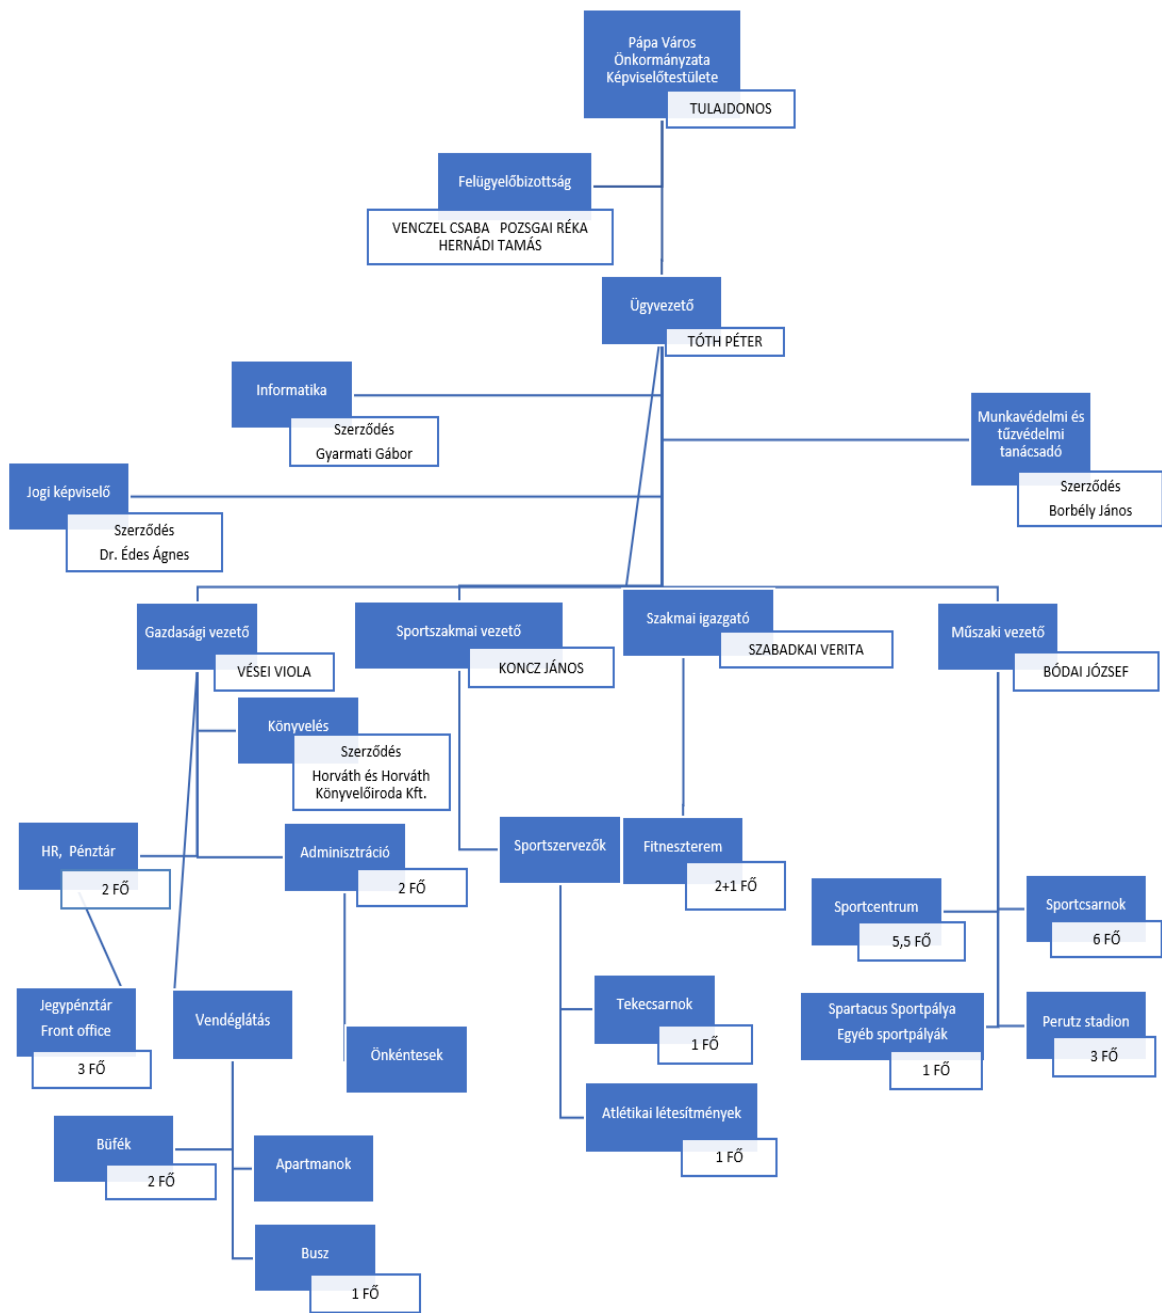 Pápa Város
Önkormányzata
Képviselőtestülete
TULAJDONOS
Felügyelőbizottság
VENCZEL CSABA POZSGAI RÉKA
HERNÁDI TAMÁS
Ügyvezető
TÓTH PÉTER
Informatika
Szerződés
Gyarmati Gábor
Munkavédelmi és
tűzvédelmi
tanácsadó
Szerződés
Borbély János
Jogi képviselő
Szerződés
Dr. Édes Ágnes
Gazdasági vezető
VÉSEI VIOLA
Sportszakmai vezető
KONCZ JÁNOS
Szakmai igazgató
SZABADKAI VERITA
Műszaki vezető
BÓDAI JÓZSEF
Könyvelés
Szerződés
Horváth és Horváth
Könyvelőiroda Kft.
HR, Pénztár
2 FŐ
Adminisztráció
2 FŐ
Sportszervezők
Fitneszterem
2+1 FŐ
Sportcentrum
5,5 FŐ
Sportcsarnok
6 FŐ
Jegypénztár
Front office
3 FŐ
Vendéglátás
Önkéntesek
Tekecsarnok
1 FŐ
Spartacus Sportpálya
Egyéb sportpályák
1 FŐ
Perutz stadion
3 FŐ
Atlétikai létesítmények
1 FŐ
Büfék
2 FŐ
Apartmanok
Busz
1 FŐ